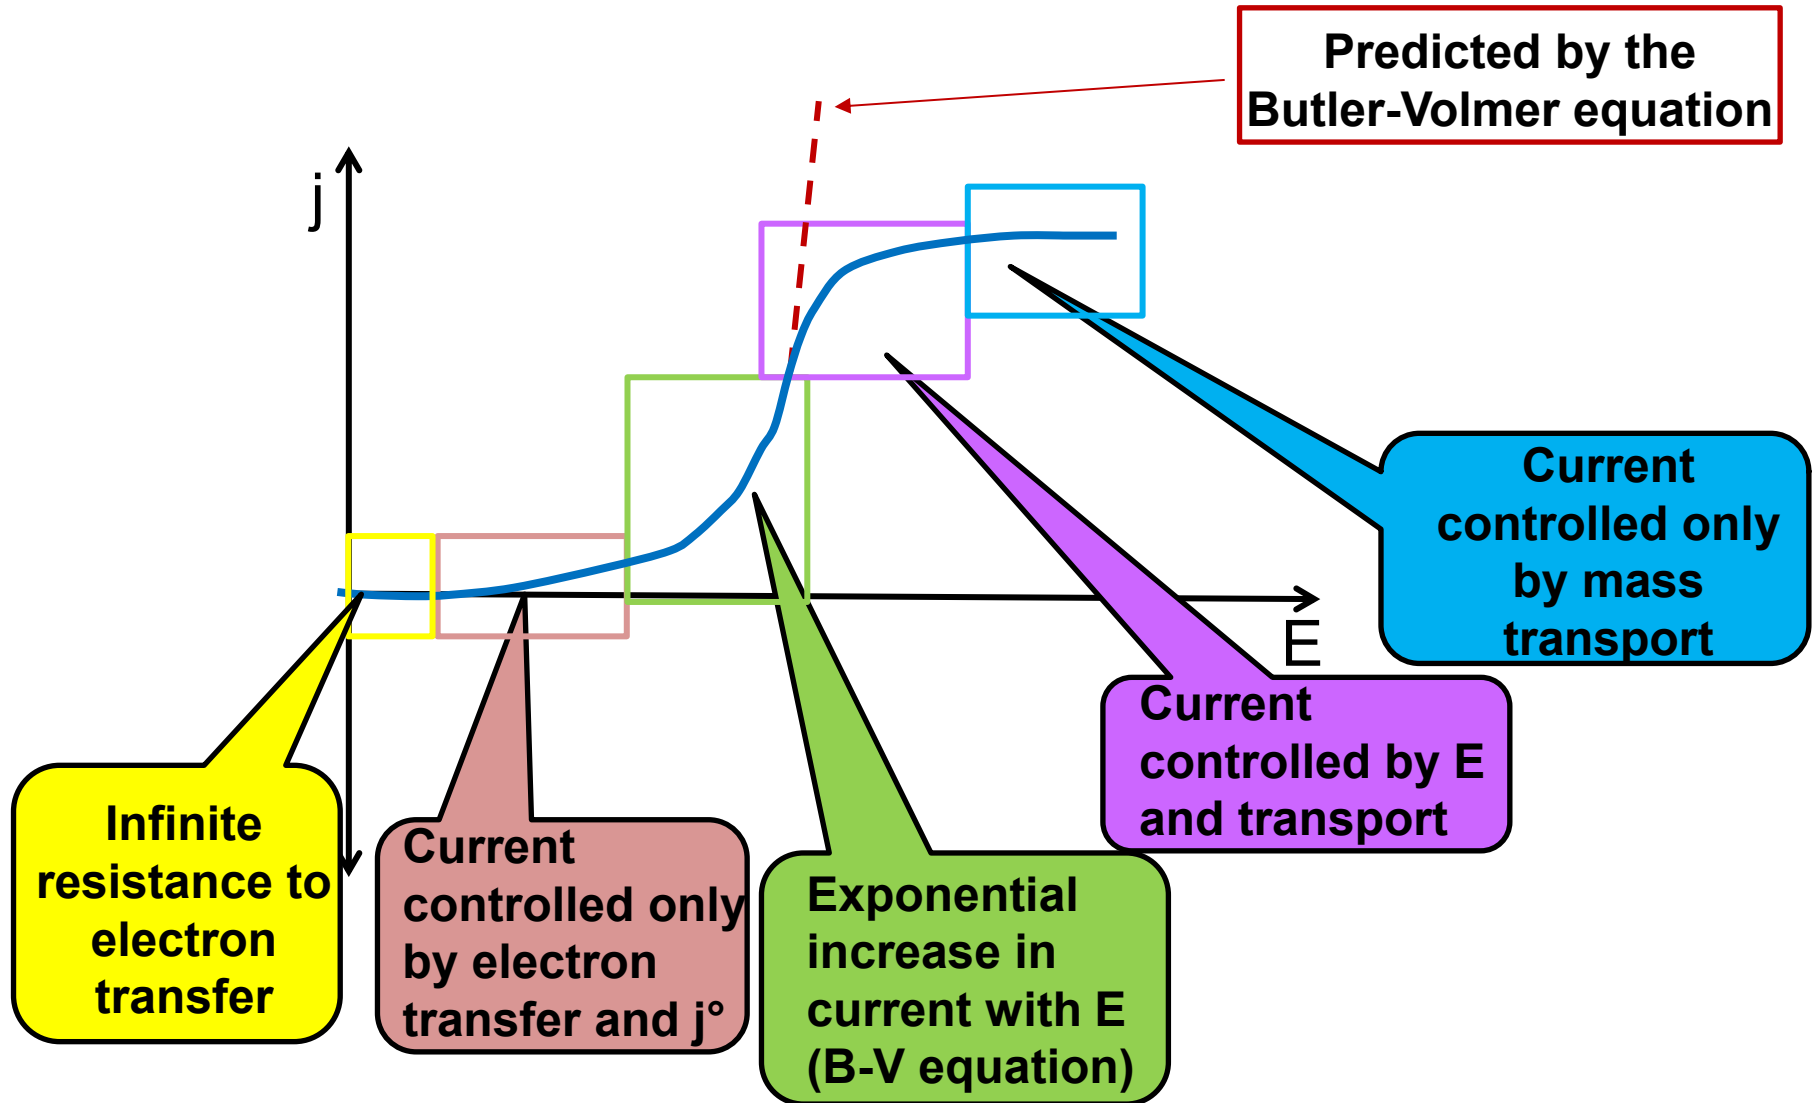 Predicted by the
Butler-Volmer equation
j
E
Current
controlled only
by mass
transport
Current
controlled by E
and transport
Infinite
resistance to
electron
transfer
Current
controlled only
by electron
transfer and j°
Exponential
increase in
current with E
(B-V equation)